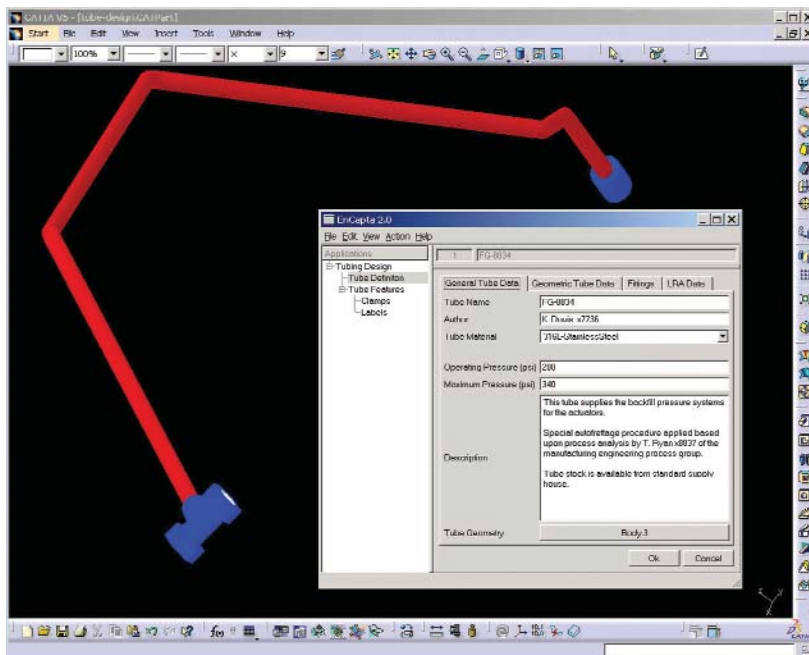 CATIA V5 - [tube-design.CATPart]
Start File Edit View Insert Tools Window Help
100% 9
EnCapta 2.0
File Edit View Action Help
Applications
Tubing Design
Tube Definiton
Tube Features
Clamps
Labels
1 FG-8834
General Tube Data Geometric Tube Data Fittings LRA Data
Tube Name FG-8834
Author K. Davis x7236
Tube Material 316L-StainlessSteel
Operating Pressure (psi) 280
Maximum Pressure (psi) 340
Description
This tube supplies the backfill pressure systems
for the actuators.
Special autofrettage procedure applied based
upon process analysis by T. Ryan x8837 of the
manufacturing engineering process group.
Tube stock is available from standard supply
house.
Tube Geometry Body.3
Ok Cancel